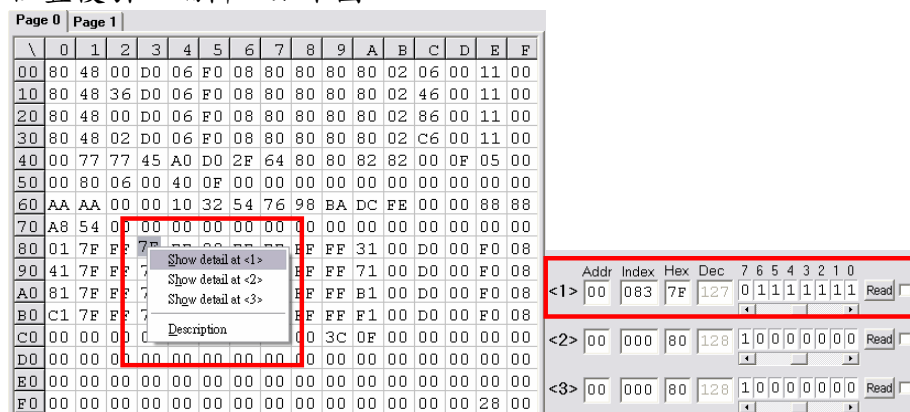 Page 0 Page 1
\ 0 1 2 3 4 5 6 7 8 9 A B C D E F
00 80 48 00 D0 06 F0 08 80 80 80 80 02 06 00 11 00
10 80 48 36 D0 06 F0 08 80 80 80 80 02 46 00 11 00
20 80 48 00 D0 06 F0 08 80 80 80 80 02 86 00 11 00
30 80 48 02 D0 06 F0 08 80 80 80 80 02 C6 00 11 00
40 00 77 77 45 A0 D0 2F 64 80 80 82 82 00 0F 05 00
50 00 80 06 00 40 0F 00 00 00 00 00 00 00 00 00 00
60 AA AA 00 00 10 32 54 76 98 BA DC FE 00 00 88 88
70 A8 54 00 00 00 00 00 00 00 00 00 00 00 00 00 00
80 01 7F FF 7F FF FF 31 00 D0 00 F0 08
90 41 7F FF FF FF 71 00 D0 00 F0 08
A0 81 7F FF FF FF B1 00 D0 00 F0 08
B0 C1 7F FF FF FF F1 00 D0 00 F0 08
C0 00 00 00 00 3C 0F 00 00 00 00 00
D0 00 00 00 00 00 00 00 00 00 00 00 00 00 00 00 00
E0 00 00 00 00 00 00 00 00 00 00 00 00 00 00 00 00
F0 00 00 00 00 00 00 00 00 00 00 00 00 00 00 28 00
Show detail at <1>
Show detail at <2>
Show detail at <3>
Description
Addr Index Hex Dec 7 6 5 4 3 2 1 0
<1> 00 083 7F 127 0 1 1 1 1 1 1 1 Read
<2> 00 000 80 128 1 0 0 0 0 0 0 0 Read
<3> 00 000 80 128 1 0 0 0 0 0 0 0 Read